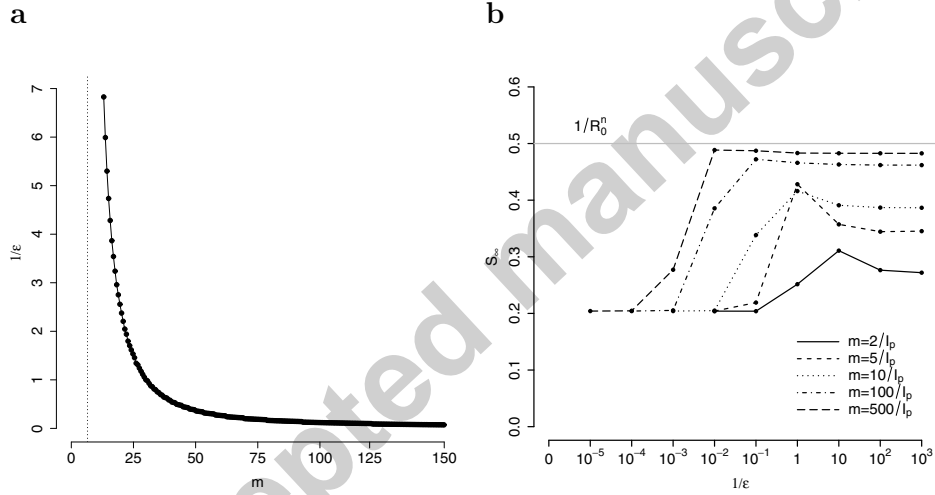 a
b
7
6
5
4
3
2
1
0
1/ε
0 25 50 75 100 125 150
m
0.6
0.5
0.4
0.3
0.2
0.1
0.0
S∞
1/R₀ⁿ
m=2/Iₚ
m=5/Iₚ
m=10/Iₚ
m=100/Iₚ
m=500/Iₚ
0 10⁻⁵ 10⁻⁴ 10⁻³ 10⁻² 10⁻¹ 1 10 10² 10³
1/ε
epted manusc